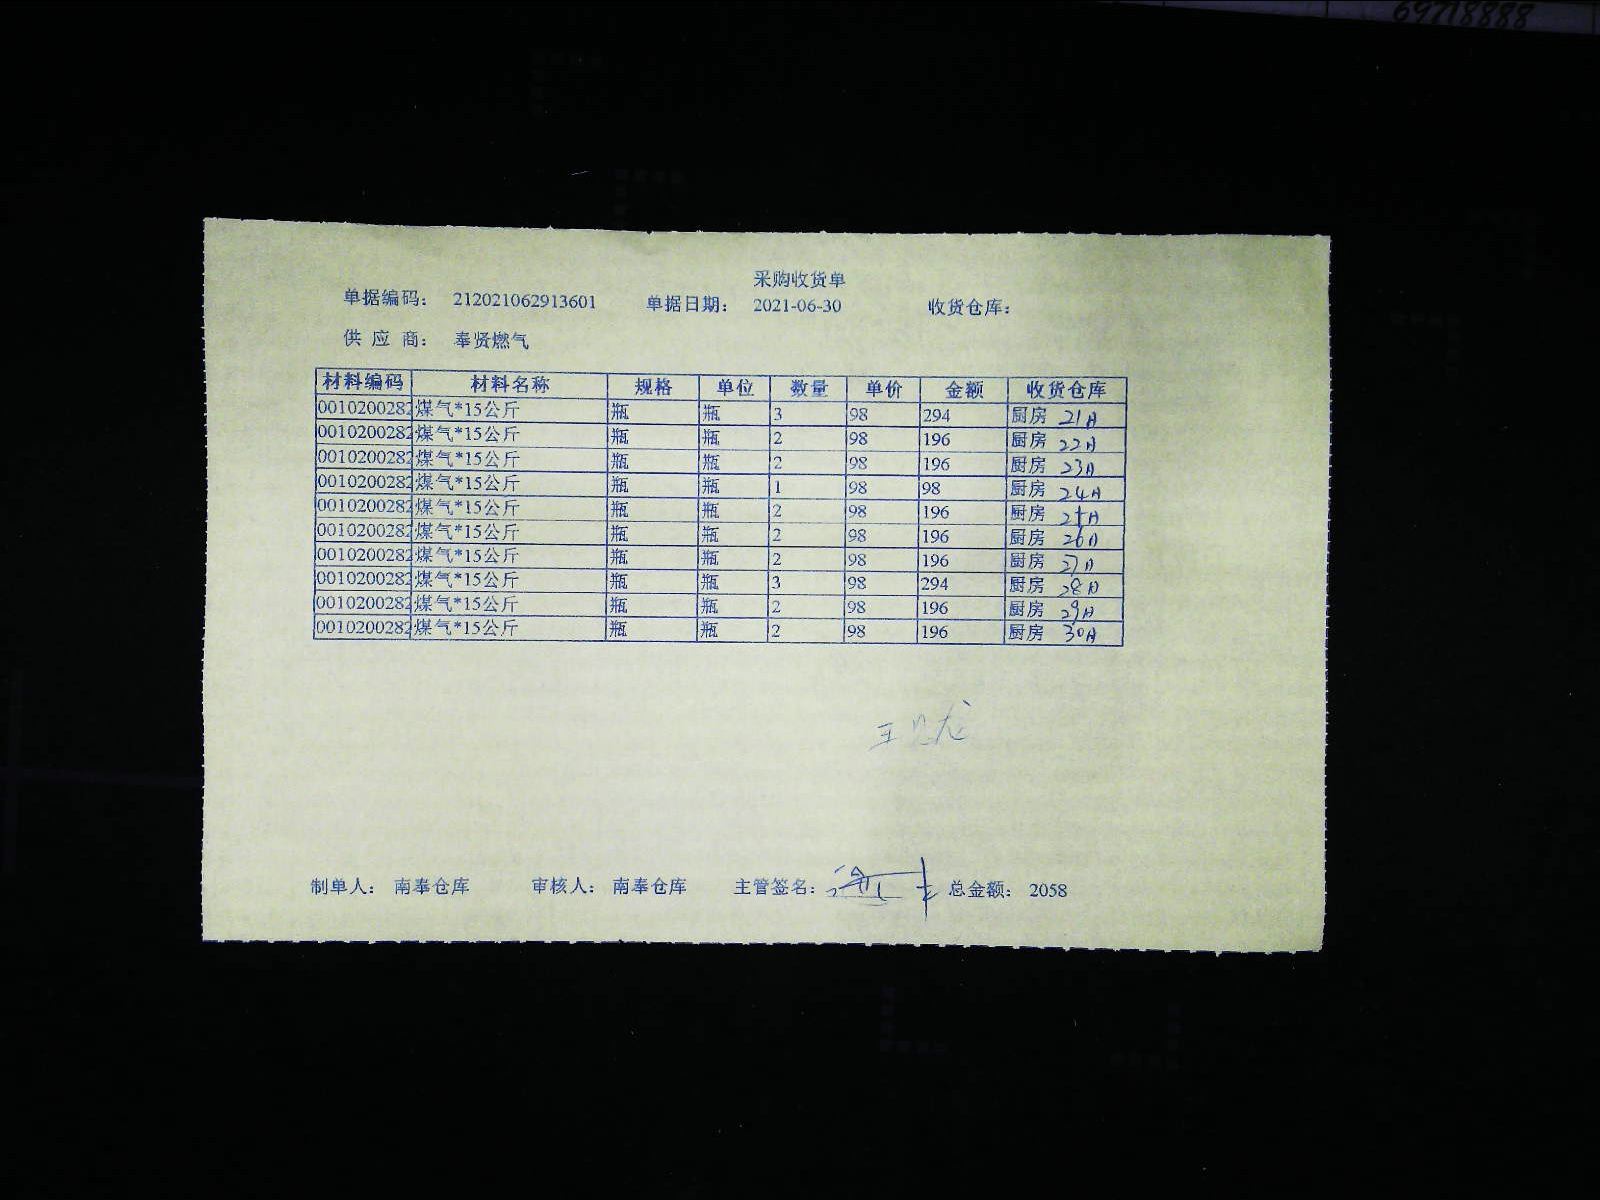 69718888
采购收货单
单据编码： 212021062913601 单据日期： 2021-06-30 收货仓库：
供 应 商： 奉贤燃气
材料编码 材料名称 规格 单位 数量 单价 金额 收货仓库
0010200282 煤气*15公斤 瓶 瓶 3 98 294 厨房 21日
0010200282 煤气*15公斤 瓶 瓶 2 98 196 厨房 22日
0010200282 煤气*15公斤 瓶 瓶 2 98 196 厨房 23日
0010200282 煤气*15公斤 瓶 瓶 1 98 98 厨房 24日
0010200282 煤气*15公斤 瓶 瓶 2 98 196 厨房 25日
0010200282 煤气*15公斤 瓶 瓶 2 98 196 厨房 26日
0010200282 煤气*15公斤 瓶 瓶 2 98 196 厨房 27日
0010200282 煤气*15公斤 瓶 瓶 3 98 294 厨房 28日
0010200282 煤气*15公斤 瓶 瓶 2 98 196 厨房 29日
0010200282 煤气*15公斤 瓶 瓶 2 98 196 厨房 30日
制单人： 南奉仓库 审核人： 南奉仓库 主管签名： 总金额： 2058